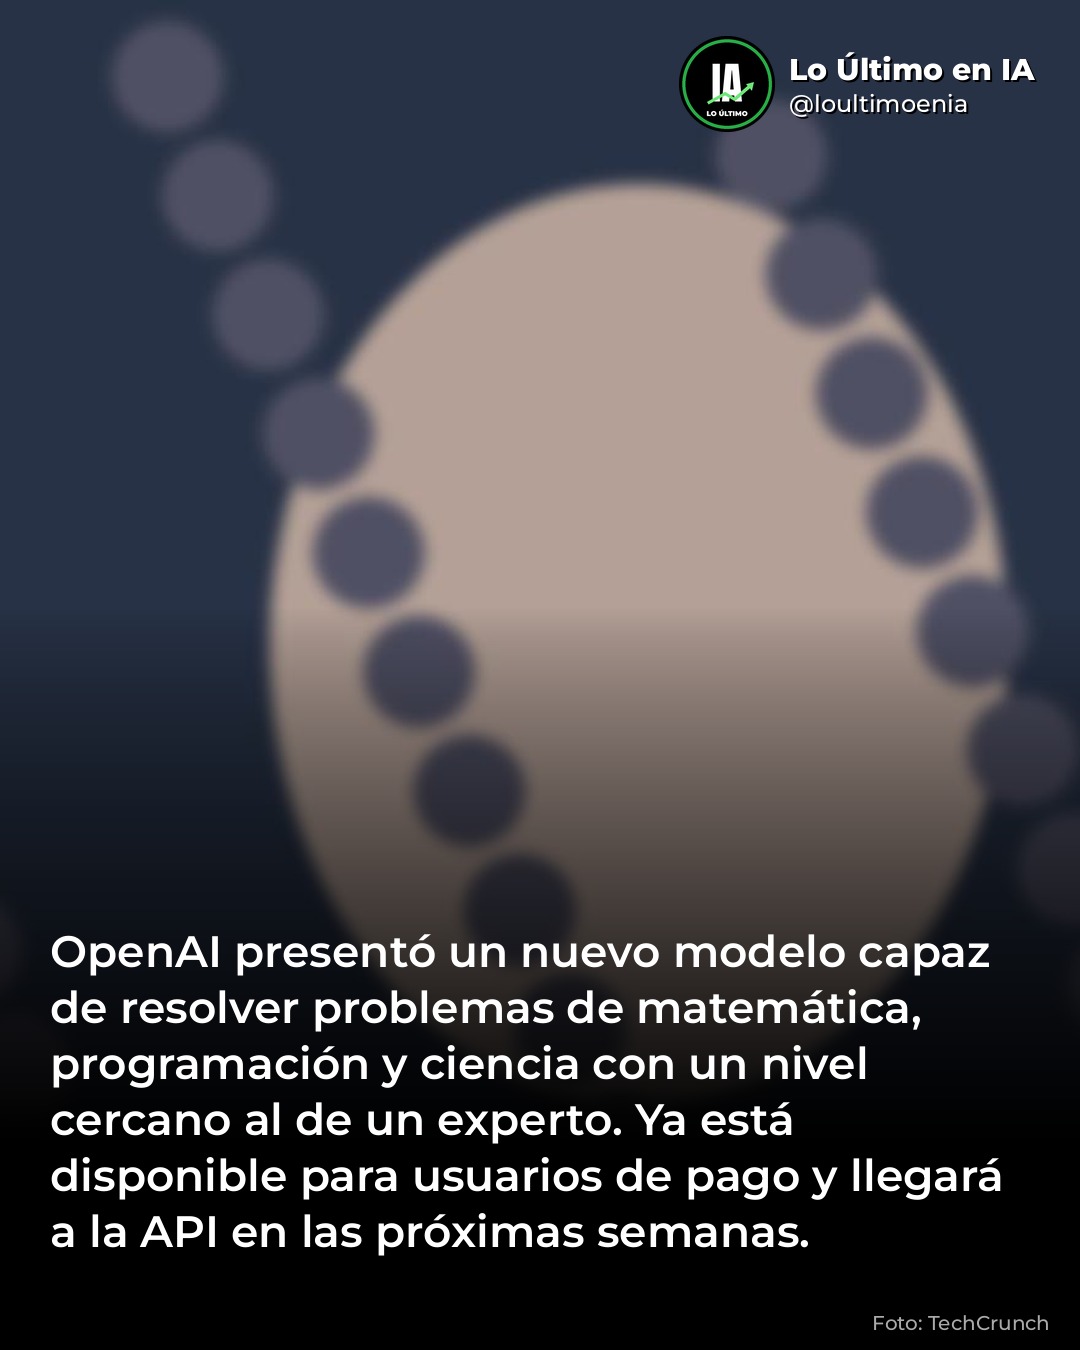 IA
LO ÚLTIMO
Lo Último en IA
@loultimoenia
OpenAI presentó un nuevo modelo capaz
de resolver problemas de matemática,
programación y ciencia con un nivel
cercano al de un experto. Ya está
disponible para usuarios de pago y llegará
a la API en las próximas semanas.
Foto: TechCrunch